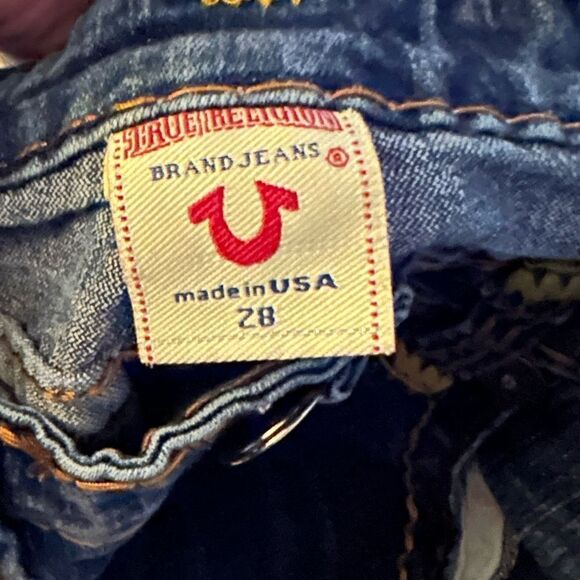 TRUE RELIGION
BRAND JEANS ®
made in USA
28